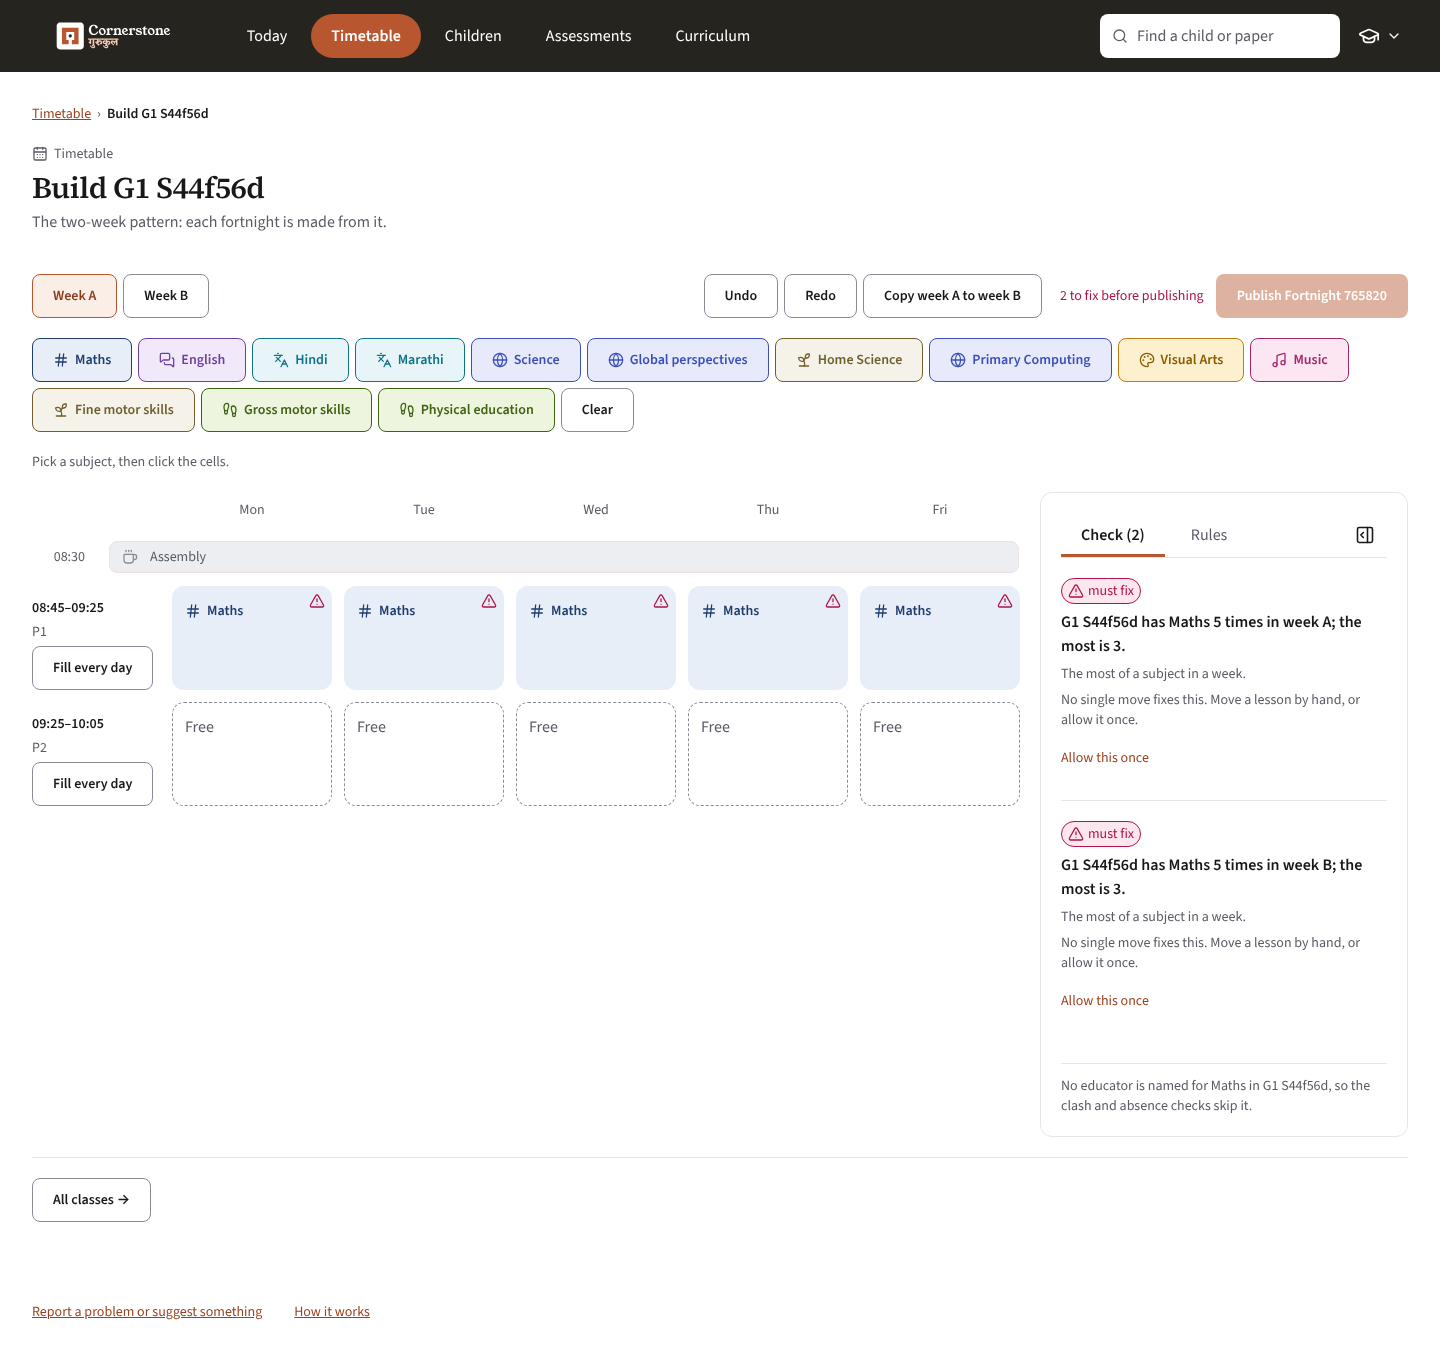 Cornerstone
गुरुकुल
Today
Timetable
Children
Assessments
Curriculum
Find a child or paper
Timetable › Build G1 S44f56d
Timetable
Build G1 S44f56d
The two-week pattern: each fortnight is made from it.
Week A
Week B
Undo
Redo
Copy week A to week B
2 to fix before publishing
Publish Fortnight 765820
Maths
English
Hindi
Marathi
Science
Global perspectives
Home Science
Primary Computing
Visual Arts
Music
Fine motor skills
Gross motor skills
Physical education
Clear
Pick a subject, then click the cells.
Mon
Tue
Wed
Thu
Fri
08:30
Assembly
08:45–09:25
P1
Fill every day
Maths
Maths
Maths
Maths
Maths
09:25–10:05
P2
Fill every day
Free
Free
Free
Free
Free
Check (2)
Rules
must fix
G1 S44f56d has Maths 5 times in week A; the
most is 3.
The most of a subject in a week.
No single move fixes this. Move a lesson by hand, or
allow it once.
Allow this once
must fix
G1 S44f56d has Maths 5 times in week B; the
most is 3.
The most of a subject in a week.
No single move fixes this. Move a lesson by hand, or
allow it once.
Allow this once
No educator is named for Maths in G1 S44f56d, so the
clash and absence checks skip it.
All classes →
Report a problem or suggest something
How it works